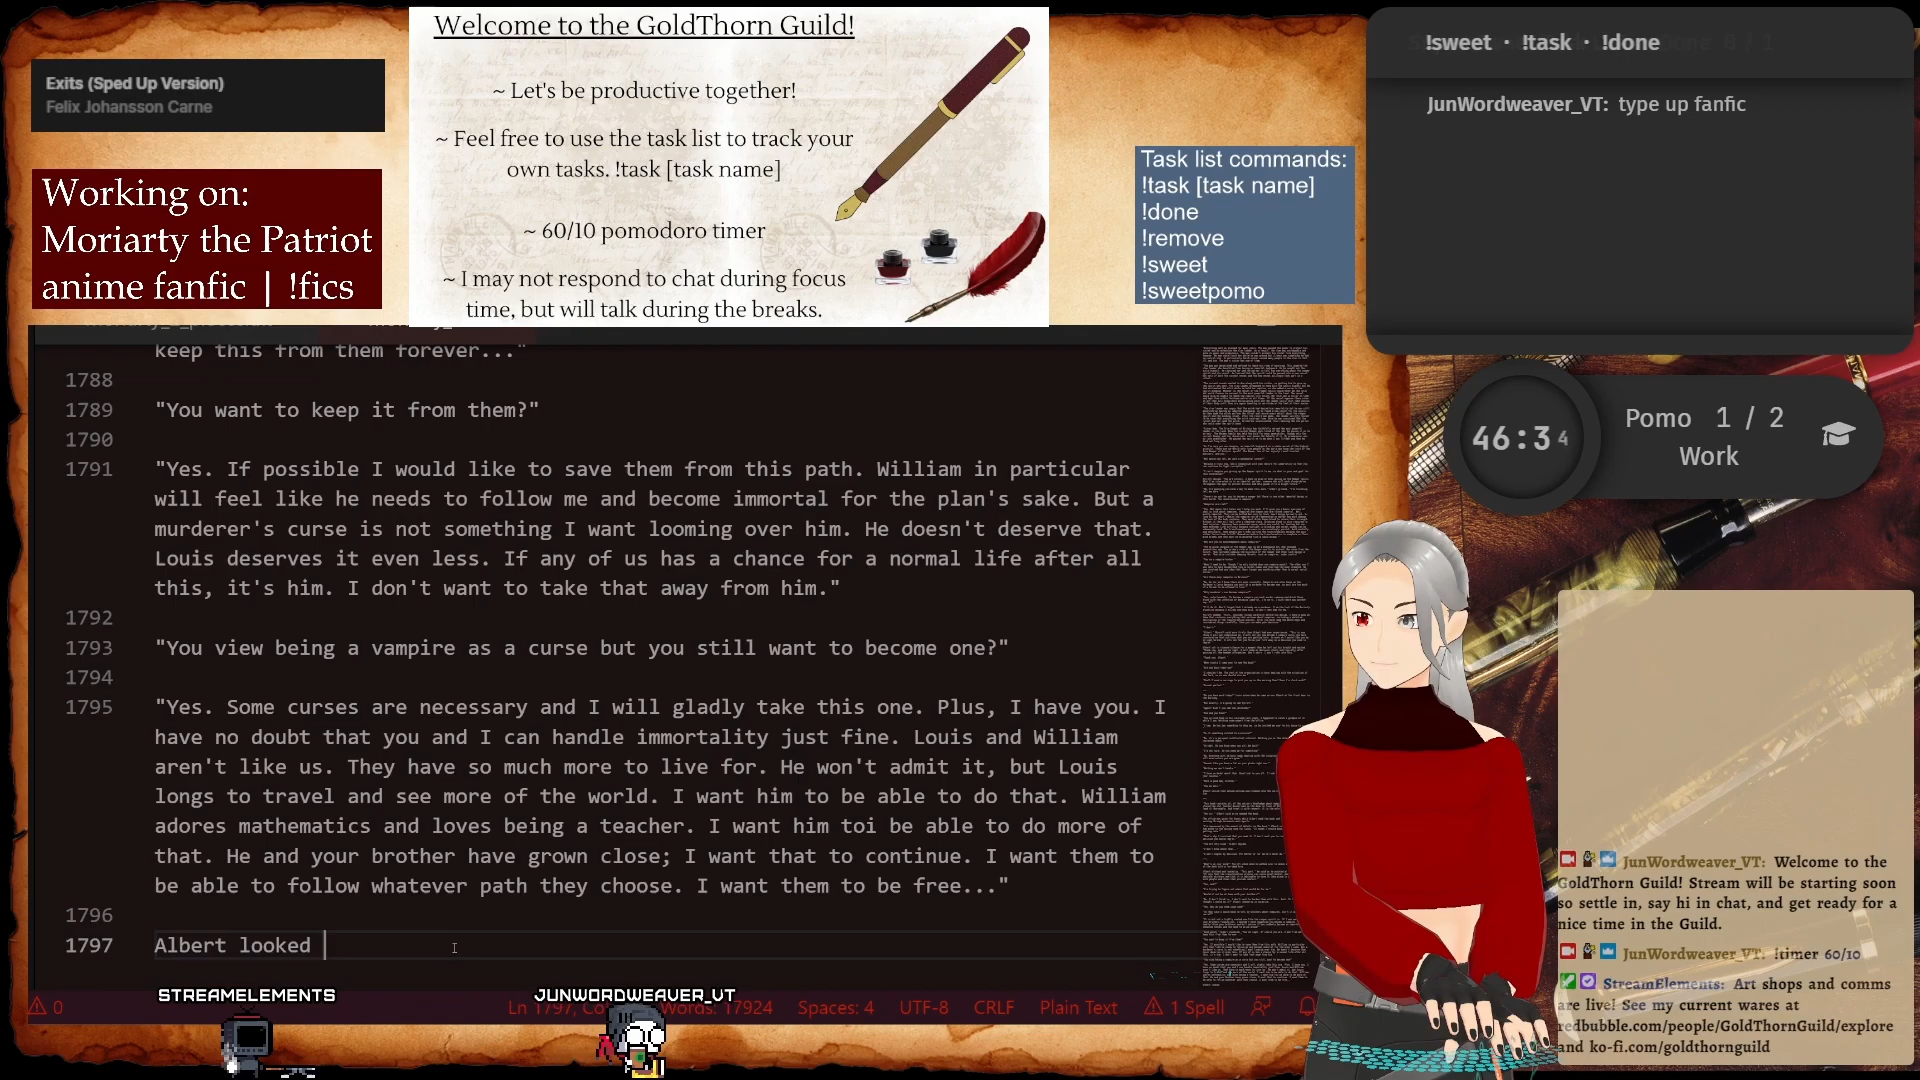 Welcome to the GoldThorn Guild!
~ Let's be productive together!
~ Feel free to use the task list to track your
own tasks. !task [task name]
~ 60/10 pomodoro timer
~ I may not respond to chat during focus
time, but will talk during the breaks.
Exits (Sped Up Version)
Felix Johansson Carne
Working on:
Moriarty the Patriot
anime fanfic | !fics
Task list commands:
!task [task name]
!done
!remove
!sweet
!sweetpomo
!sweet · !task · !done
JunWordweaver_VT: type up fanfic
46:34
Pomo 1 / 2
Work
keep this from them forever..."
1788
1789 "You want to keep it from them?"
1790
1791 "Yes. If possible I would like to save them from this path. William in particular
will feel like he needs to follow me and become immortal for the plan's sake. But a
murderer's curse is not something I want looming over him. He doesn't deserve that.
Louis deserves it even less. If any of us has a chance for a normal life after all
this, it's him. I don't want to take that away from him."
1792
1793 "You view being a vampire as a curse but you still want to become one?"
1794
1795 "Yes. Some curses are necessary and I will gladly take this one. Plus, I have you. I
have no doubt that you and I can handle immortality just fine. Louis and William
aren't like us. They have so much more to live for. He won't admit it, but Louis
longs to travel and see more of the world. I want him to be able to do that. William
adores mathematics and loves being a teacher. I want him toi be able to do more of
that. He and your brother have grown close; I want that to continue. I want them to
be able to follow whatever path they choose. I want them to be free..."
1796
1797 Albert looked
STREAMELEMENTS
JUNWORDWEAVER_VT
0
Ln 1797, Co
Words: 17924
Spaces: 4
UTF-8
CRLF
Plain Text
1 Spell
JunWordweaver_VT: Welcome to the
GoldThorn Guild! Stream will be starting soon
so settle in, say hi in chat, and get ready for a
nice time in the Guild.
JunWordweaver_VT: !timer 60/10
StreamElements: Art shops and comms
are live! See my current wares at
redbubble.com/people/GoldThornGuild/explore
and ko-fi.com/goldthornguild